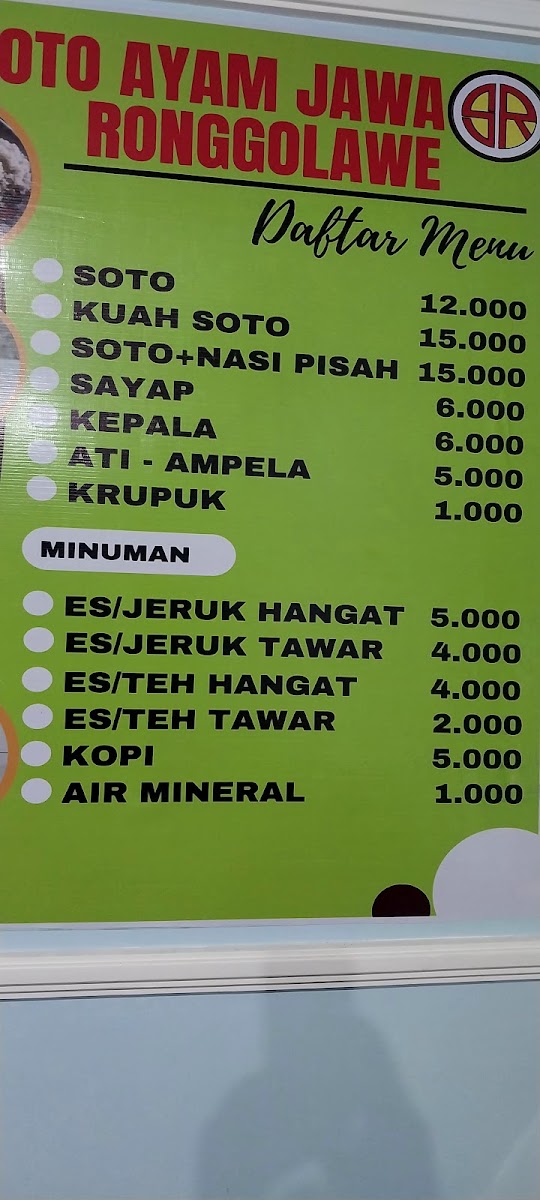 OTO AYAM JAWA
RONGGOLAWE
SR
Daftar Menu
SOTO 12.000
KUAH SOTO 15.000
SOTO+NASI PISAH 15.000
SAYAP 6.000
KEPALA 6.000
ATI - AMPELA 5.000
KRUPUK 1.000
MINUMAN
ES/JERUK HANGAT 5.000
ES/JERUK TAWAR 4.000
ES/TEH HANGAT 4.000
ES/TEH TAWAR 2.000
KOPI 5.000
AIR MINERAL 1.000